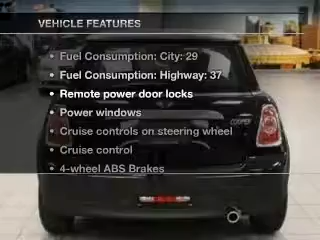 VEHICLE FEATURES
• Fuel Consumption: City: 29
• Fuel Consumption: Highway: 37
• Remote power door locks
• Power windows
• Cruise controls on steering wheel
COOPER
• Cruise control
• 4-wheel ABS Brakes